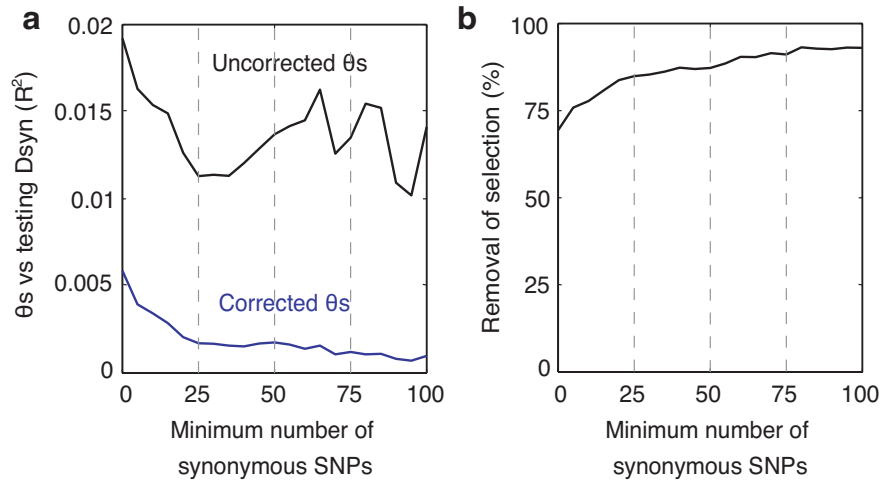 a
θs vs testing Dsyn (R²)
0.02
0.015
0.01
0.005
0
Uncorrected θs
Corrected θs
0 25 50 75 100
Minimum number of
synonymous SNPs
b
Removal of selection (%)
100
75
50
25
0
0 25 50 75 100
Minimum number of
synonymous SNPs